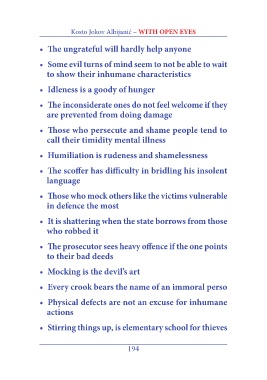 Kosto Jokov Albijanić – WITH OPEN EYES
• The ungrateful will hardly help anyone
• Some evil turns of mind seem to not be able to wait
to show their inhumane characteristics
• Idleness is a goody of hunger
• The inconsiderate ones do not feel welcome if they
are prevented from doing damage
• Those who persecute and shame people tend to
call their timidity mental illness
• Humiliation is rudeness and shamelessness
• The scoffer has difficulty in bridling his insolent
language
• Those who mock others like the victims vulnerable
in defence the most
• It is shattering when the state borrows from those
who robbed it
• The prosecutor sees heavy offence if the one points
to their bad deeds
• Mocking is the devil's art
• Every crook bears the name of an immoral perso
• Physical defects are not an excuse for inhumane
actions
• Stirring things up, is elementary school for thieves
194